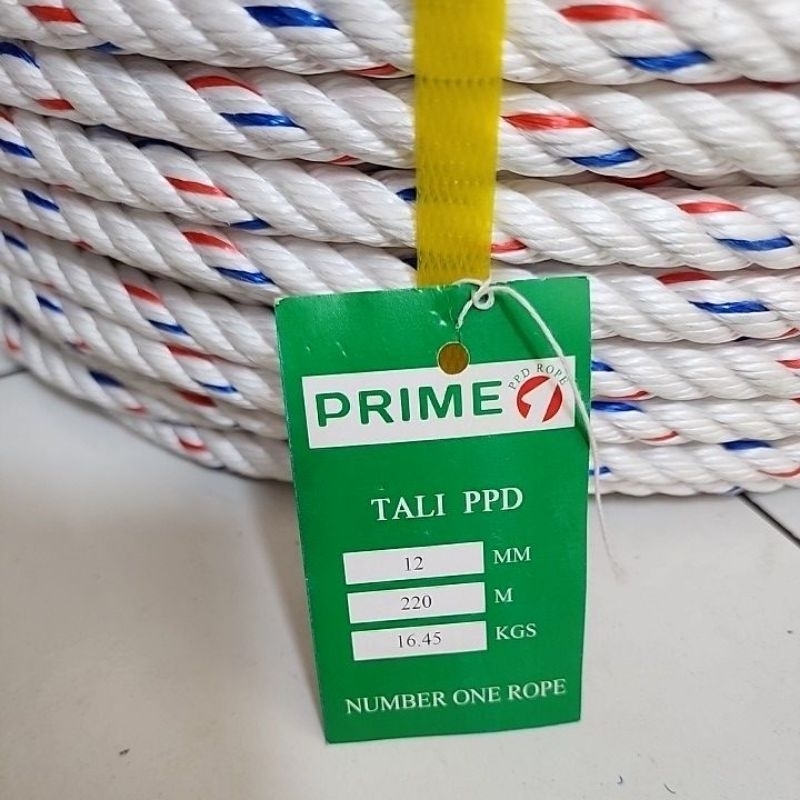 PPD ROPE
PRIME
TALI PPD
12 MM
220 M
16.45 KGS
NUMBER ONE ROPE